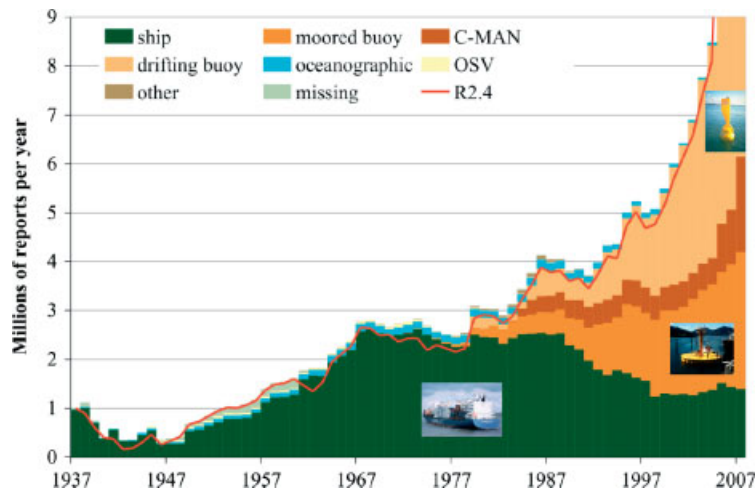 Millions of reports per year
9
8
7
6
5
4
3
2
1
0
ship
moored buoy
C-MAN
drifting buoy
oceanographic
OSV
other
missing
R2.4
1937
1947
1957
1967
1977
1987
1997
2007